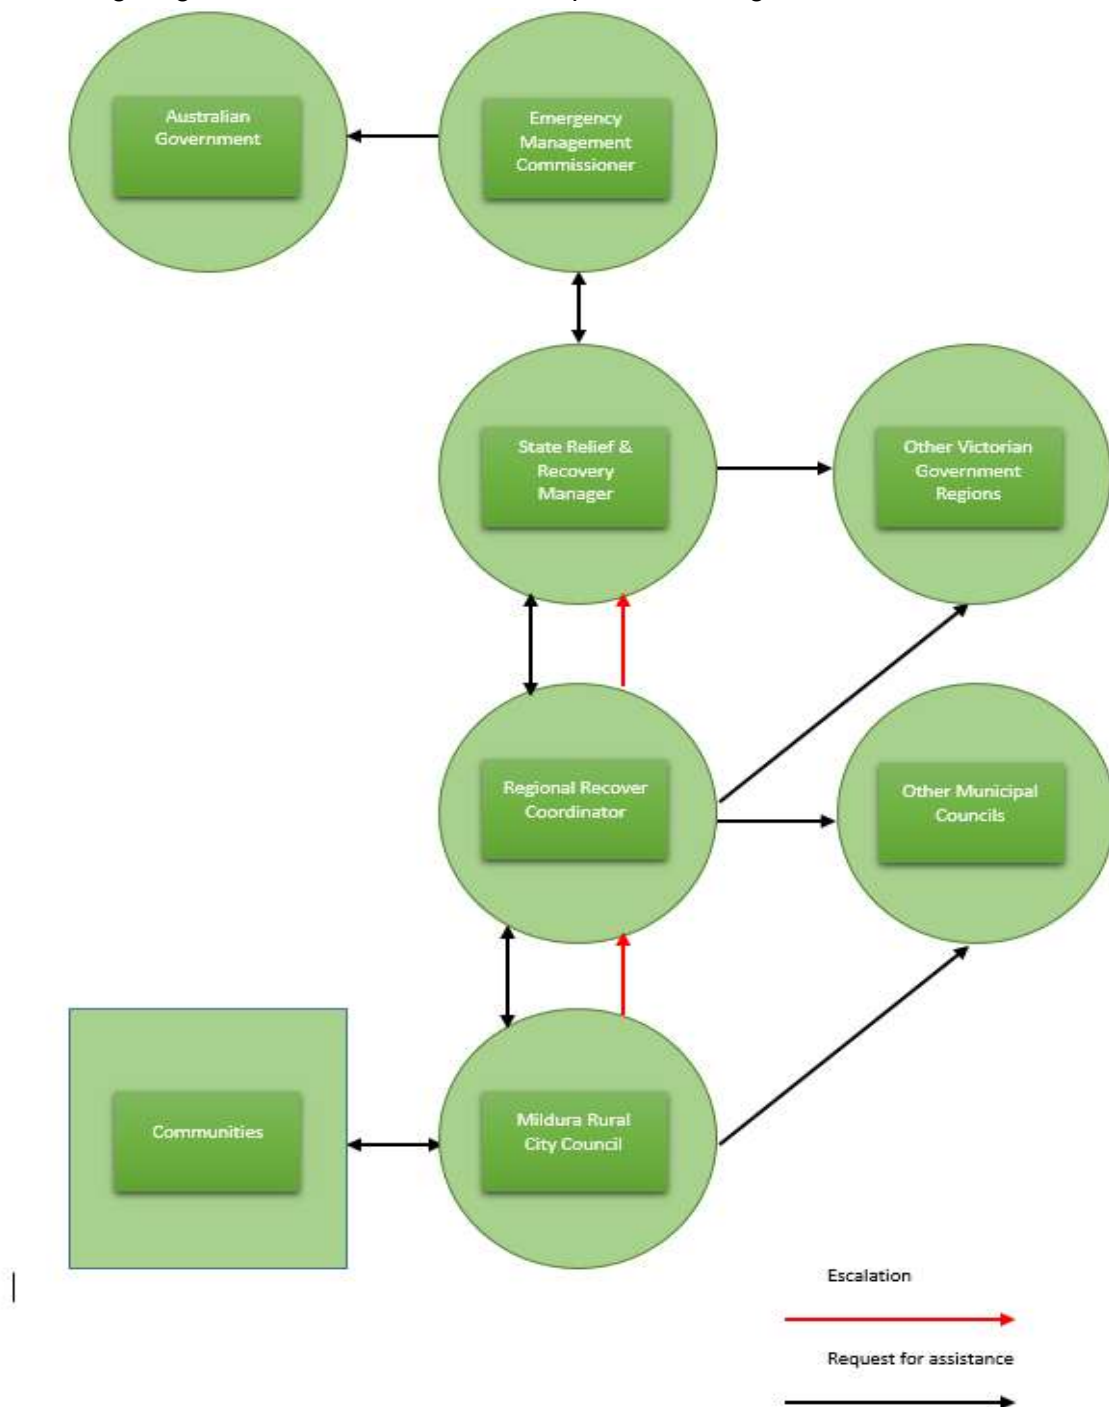 Australian
Government
Emergency
Management
Commissioner
State Relief &
Recovery
Manager
Other Victorian
Government
Regions
Regional Recover
Coordinator
Other Municipal
Councils
Communities
Mildura Rural
City Council
Escalation
Request for assistance